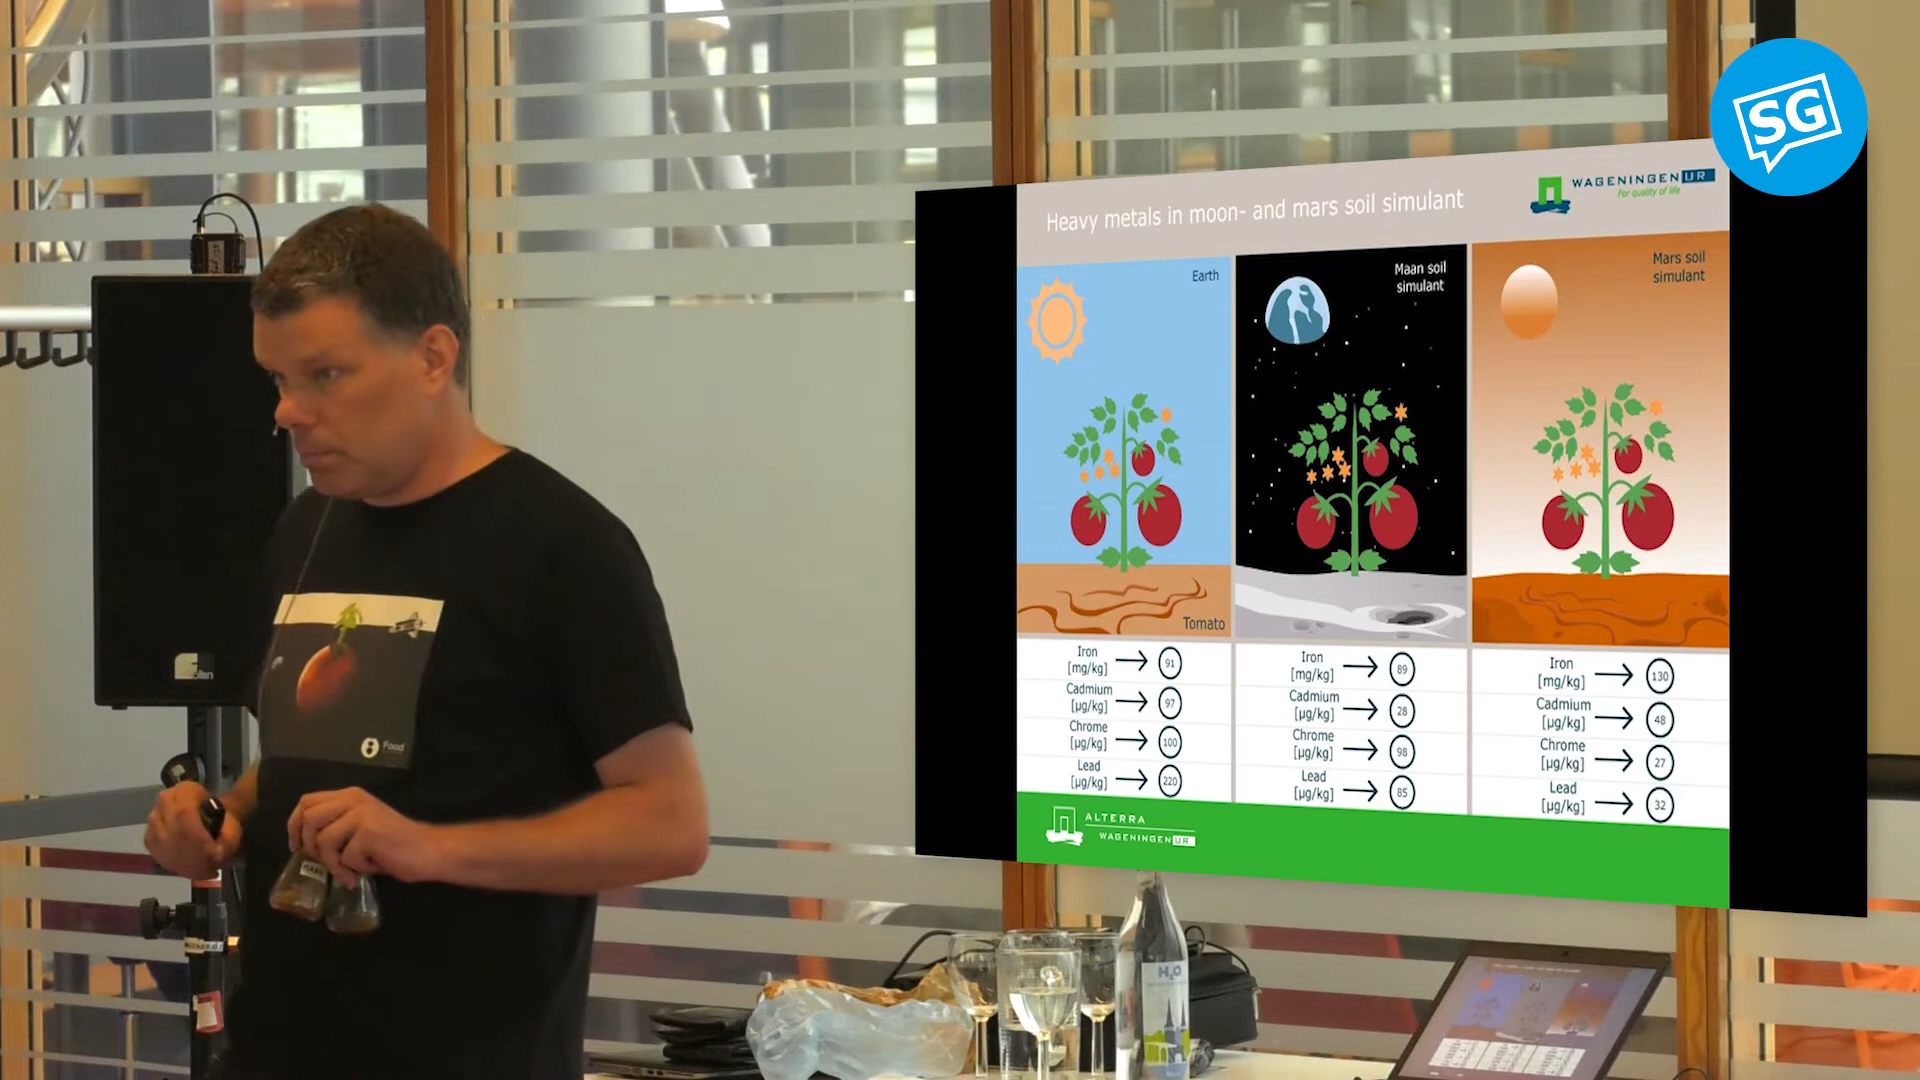 SG
WAGENINGEN UR
For quality of life
Heavy metals in moon- and mars soil simulant
Earth
Maan soil
simulant
Mars soil
simulant
Tomato
Iron
[mg/kg]
91
Cadmium
[µg/kg]
97
Chrome
[µg/kg]
100
Lead
[µg/kg]
220
Iron
[mg/kg]
89
Cadmium
[µg/kg]
28
Chrome
[µg/kg]
98
Lead
[µg/kg]
85
Iron
[mg/kg]
130
Cadmium
[µg/kg]
48
Chrome
[µg/kg]
27
Lead
[µg/kg]
32
ALTERRA
WAGENINGEN UR
Food
H2O